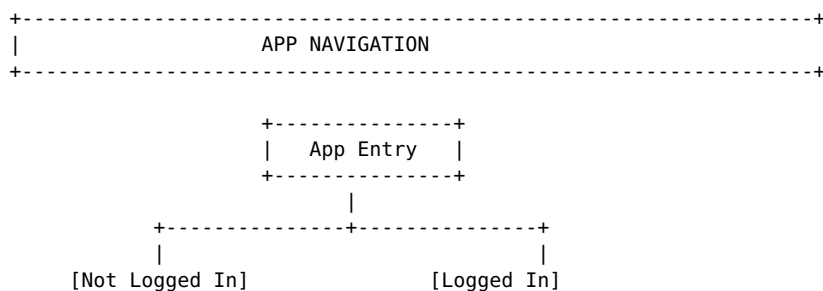 +------------------------------------------------------------------+
|                    APP NAVIGATION                                |
+------------------------------------------------------------------+
+---------------+
|   App Entry   |
+---------------+
|
+---------------+---------------+
|                               |
[Not Logged In]               [Logged In]